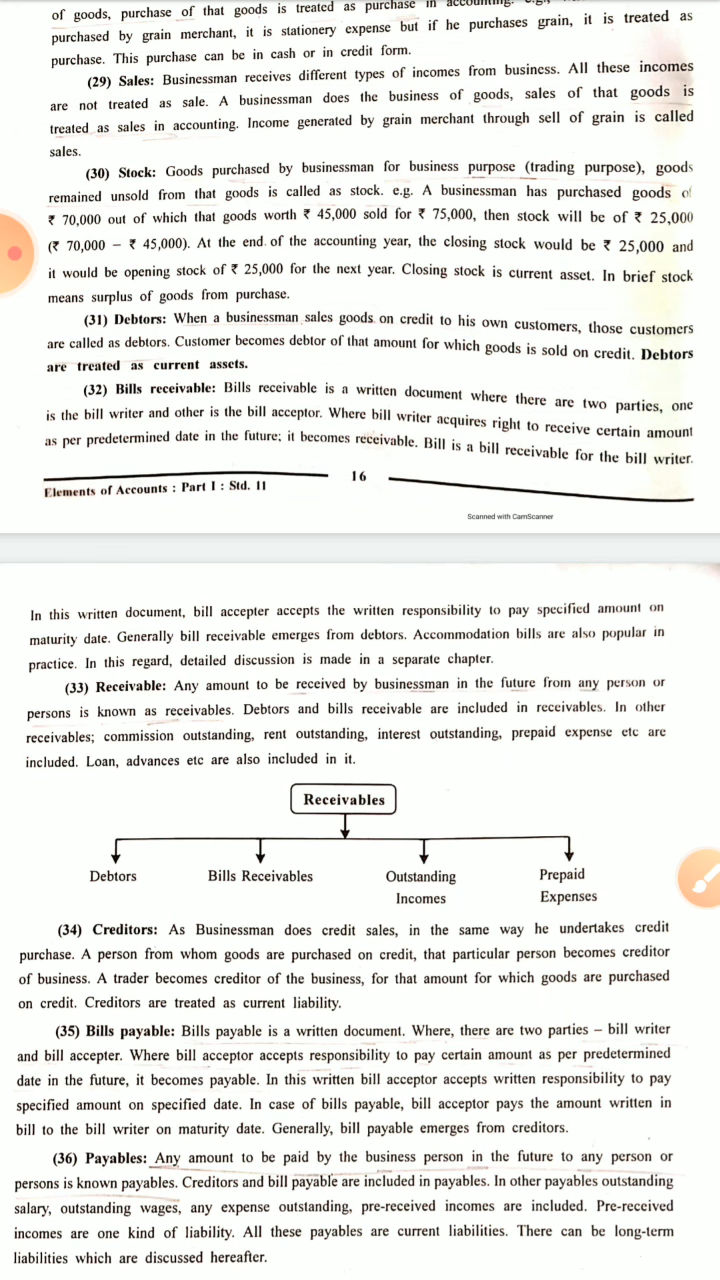 of goods, purchase of that goods is treated as purchase in accounting. e.g.,
purchased by grain merchant, it is stationery expense but if he purchases grain, it is treated as
purchase. This purchase can be in cash or in credit form.
(29) Sales: Businessman receives different types of incomes from business. All these incomes
are not treated as sale. A businessman does the business of goods, sales of that goods is
treated as sales in accounting. Income generated by grain merchant through sell of grain is called
sales.
(30) Stock: Goods purchased by businessman for business purpose (trading purpose), goods
remained unsold from that goods is called as stock. e.g. A businessman has purchased goods of
₹ 70,000 out of which that goods worth ₹ 45,000 sold for ₹ 75,000, then stock will be of ₹ 25,000
(₹ 70,000 – ₹ 45,000). At the end of the accounting year, the closing stock would be ₹ 25,000 and
it would be opening stock of ₹ 25,000 for the next year. Closing stock is current asset. In brief stock
means surplus of goods from purchase.
(31) Debtors: When a businessman sales goods on credit to his own customers, those customers
are called as debtors. Customer becomes debtor of that amount for which goods is sold on credit. Debtors
are treated as current assets.
(32) Bills receivable: Bills receivable is a written document where there are two parties, one
is the bill writer and other is the bill acceptor. Where bill writer acquires right to receive certain amount
as per predetermined date in the future; it becomes receivable. Bill is a bill receivable for the bill writer.
16
Elements of Accounts : Part I : Std. 11
Scanned with CamScanner
In this written document, bill accepter accepts the written responsibility to pay specified amount on
maturity date. Generally bill receivable emerges from debtors. Accommodation bills are also popular in
practice. In this regard, detailed discussion is made in a separate chapter.
(33) Receivable: Any amount to be received by businessman in the future from any person or
persons is known as receivables. Debtors and bills receivable are included in receivables. In other
receivables; commission outstanding, rent outstanding, interest outstanding, prepaid expense etc are
included. Loan, advances etc are also included in it.
Receivables
Debtors Bills Receivables Outstanding Prepaid
Incomes Expenses
(34) Creditors: As Businessman does credit sales, in the same way he undertakes credit
purchase. A person from whom goods are purchased on credit, that particular person becomes creditor
of business. A trader becomes creditor of the business, for that amount for which goods are purchased
on credit. Creditors are treated as current liability.
(35) Bills payable: Bills payable is a written document. Where, there are two parties – bill writer
and bill accepter. Where bill acceptor accepts responsibility to pay certain amount as per predetermined
date in the future, it becomes payable. In this written bill acceptor accepts written responsibility to pay
specified amount on specified date. In case of bills payable, bill acceptor pays the amount written in
bill to the bill writer on maturity date. Generally, bill payable emerges from creditors.
(36) Payables: Any amount to be paid by the business person in the future to any person or
persons is known payables. Creditors and bill payable are included in payables. In other payables outstanding
salary, outstanding wages, any expense outstanding, pre-received incomes are included. Pre-received
incomes are one kind of liability. All these payables are current liabilities. There can be long-term
liabilities which are discussed hereafter.